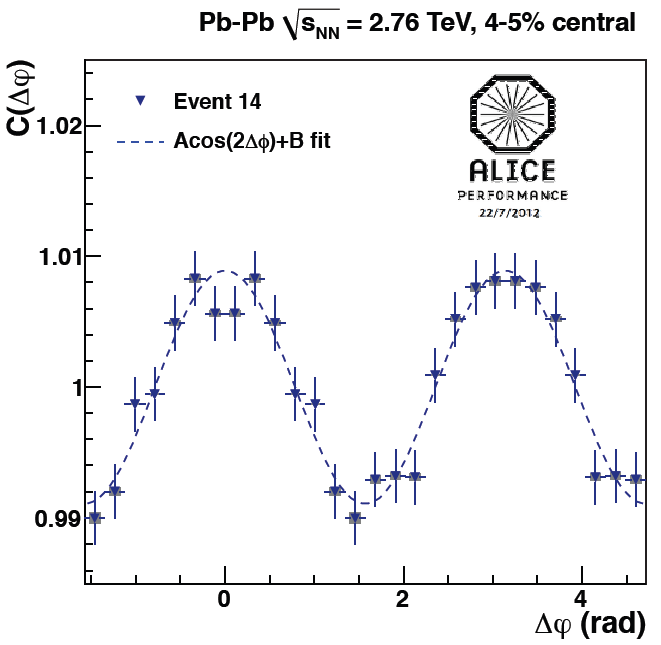 Pb-Pb √sNN = 2.76 TeV, 4-5% central
C(Δφ)
Event 14
Acos(2Δϕ)+B fit
ALICE
PERFORMANCE
22/7/2012
1.02
1.01
1
0.99
0 2 4
Δφ (rad)